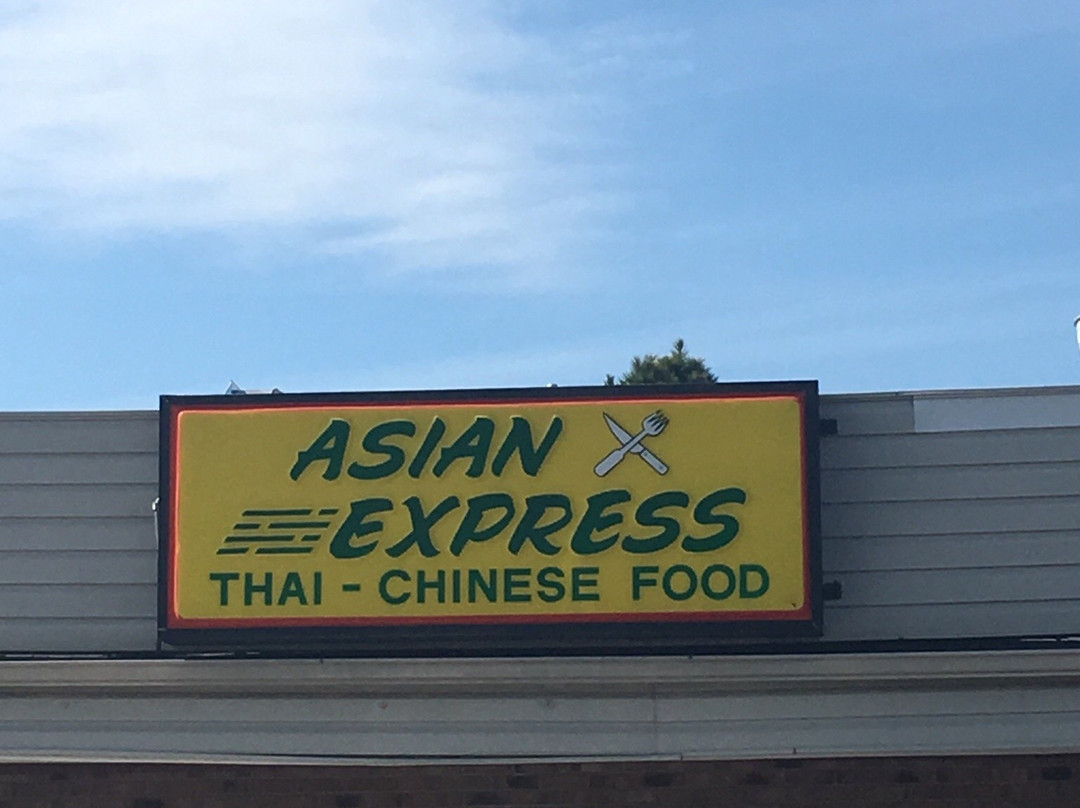 ASIAN
EXPRESS
THAI - CHINESE FOOD